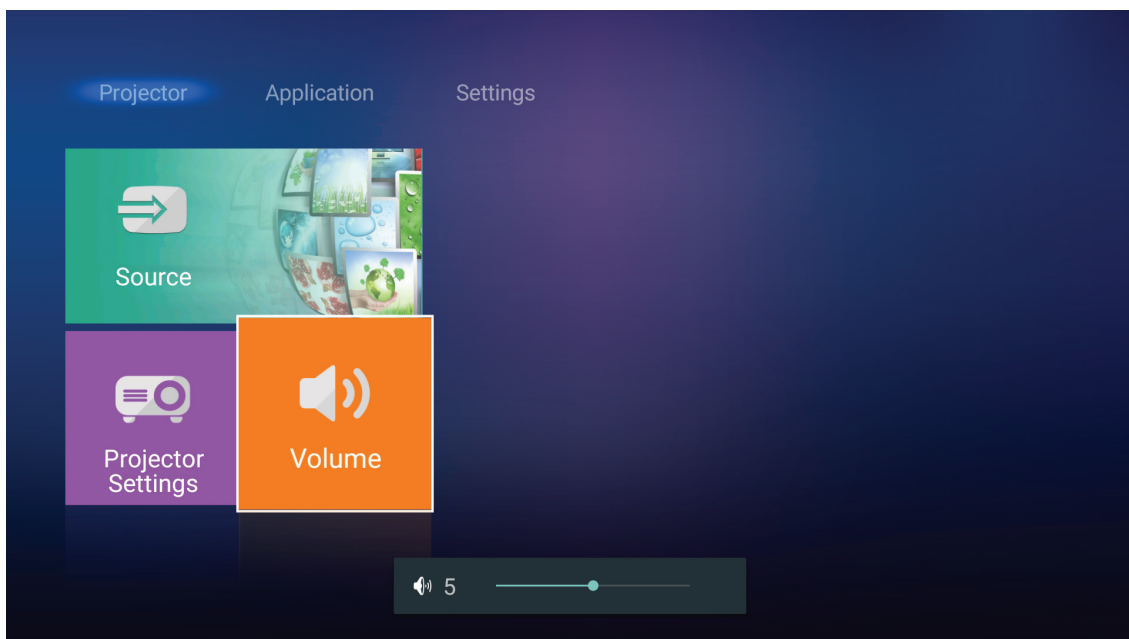 Projector Application Settings
Source
Projector
Settings
Volume
5